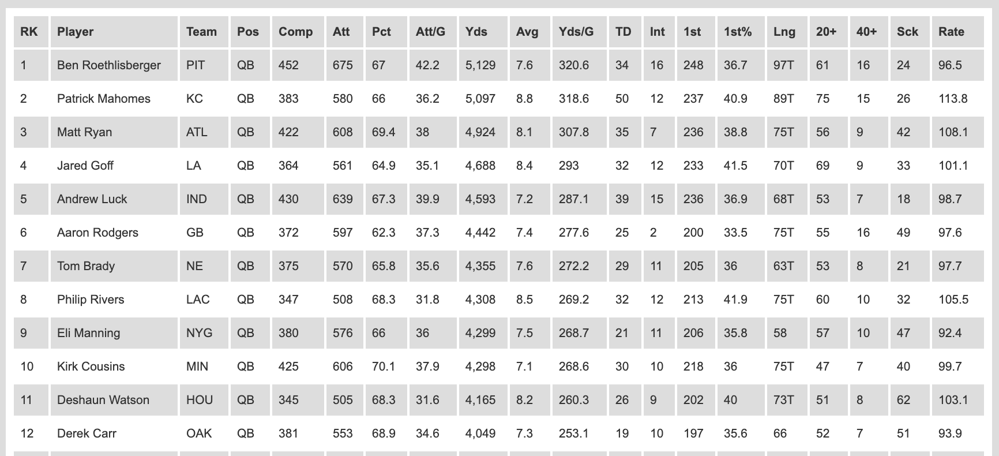 RK Player Team Pos Comp Att Pct Att/G Yds Avg Yds/G TD Int 1st 1st% Lng 20+ 40+ Sck Rate
1 Ben Roethlisberger PIT QB 452 675 67 42.2 5,129 7.6 320.6 34 16 248 36.7 97T 61 16 24 96.5
2 Patrick Mahomes KC QB 383 580 66 36.2 5,097 8.8 318.6 50 12 237 40.9 89T 75 15 26 113.8
3 Matt Ryan ATL QB 422 608 69.4 38 4,924 8.1 307.8 35 7 236 38.8 75T 56 9 42 108.1
4 Jared Goff LA QB 364 561 64.9 35.1 4,688 8.4 293 32 12 233 41.5 70T 69 9 33 101.1
5 Andrew Luck IND QB 430 639 67.3 39.9 4,593 7.2 287.1 39 15 236 36.9 68T 53 7 18 98.7
6 Aaron Rodgers GB QB 372 597 62.3 37.3 4,442 7.4 277.6 25 2 200 33.5 75T 55 16 49 97.6
7 Tom Brady NE QB 375 570 65.8 35.6 4,355 7.6 272.2 29 11 205 36 63T 53 8 21 97.7
8 Philip Rivers LAC QB 347 508 68.3 31.8 4,308 8.5 269.2 32 12 213 41.9 75T 60 10 32 105.5
9 Eli Manning NYG QB 380 576 66 36 4,299 7.5 268.7 21 11 206 35.8 58 57 10 47 92.4
10 Kirk Cousins MIN QB 425 606 70.1 37.9 4,298 7.1 268.6 30 10 218 36 75T 47 7 40 99.7
11 Deshaun Watson HOU QB 345 505 68.3 31.6 4,165 8.2 260.3 26 9 202 40 73T 51 8 62 103.1
12 Derek Carr OAK QB 381 553 68.9 34.6 4,049 7.3 253.1 19 10 197 35.6 66 52 7 51 93.9